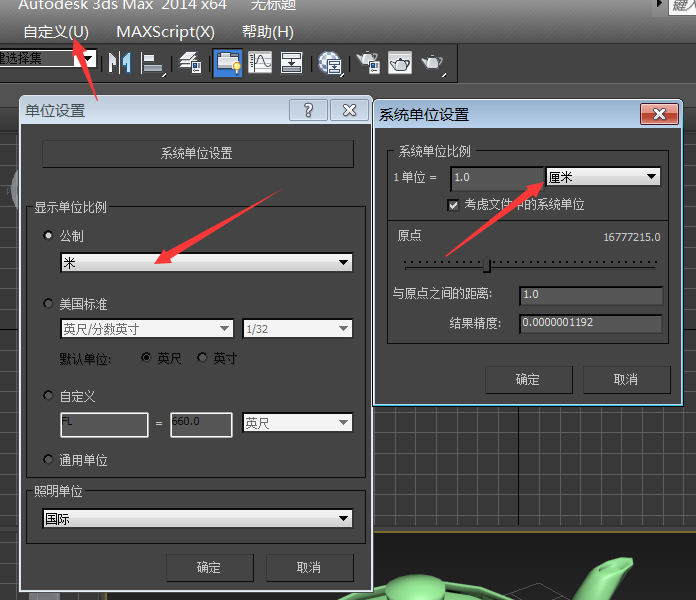 Autodesk 3ds Max 2014 x64 无标题
键入
自定义(U) MAXScript(X) 帮助(H)
建选择集
单位设置
系统单位设置
显示单位比例
公制
米
美国标准
英尺/分数英寸 1/32
默认单位: 英尺 英寸
自定义
FL = 660.0 英尺
通用单位
照明单位
国际
确定 取消
系统单位设置
系统单位比例
1 单位 = 1.0 厘米
考虑文件中的系统单位
原点 16777215.0
与原点之间的距离: 1.0
结果精度: 0.0000001192
确定 取消